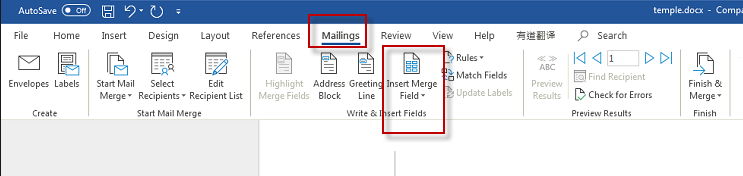 AutoSave Off temple.docx - Compa
File Home Insert Design Layout References Mailings Review View Help 有道翻译 Search
Envelopes Labels Start Mail Merge Select Recipients Edit Recipient List Highlight Merge Fields Address Block Greeting Line Insert Merge Field Rules Match Fields Update Labels ABC Preview Results 1 Find Recipient Check for Errors Finish & Merge
Create Start Mail Merge Write & Insert Fields Preview Results Finish